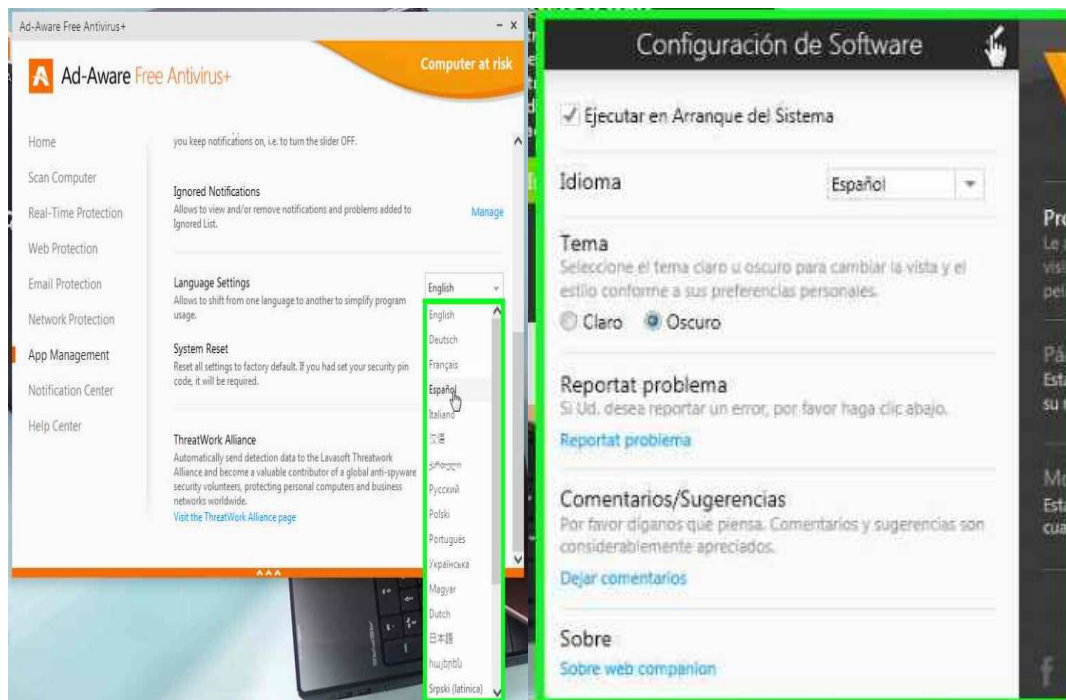 Ad-Aware Free Antivirus+
Ad-Aware Free Antivirus+
Computer at risk
Home
Scan Computer
Real-Time Protection
Web Protection
Email Protection
Network Protection
App Management
Notification Center
Help Center
you keep notifications on, i.e. to turn the slider OFF.
Ignored Notifications
Allows to view and/or remove notifications and problems added to
Ignored List.
Manage
Language Settings
Allows to shift from one language to another to simplify program
usage.
English
System Reset
Reset all settings to factory default. If you had set your security pin
code, it will be required.
ThreatWork Alliance
Automatically send detection data to the Lavasoft Threatwork
Alliance and become a valuable contributor of a global anti-spyware
security volunteers, protecting personal computers and business
networks worldwide.
Visit the ThreatWork Alliance page
English
Deutsch
Français
Español
Italiano
汉语
ქართული
Русский
Polski
Português
Українська
Magyar
Dutch
日本語
հայերեն
Srpski (latinica)
Configuración de Software
Ejecutar en Arranque del Sistema
Idioma
Español
Tema
Seleccione el tema claro u oscuro para cambiar la vista y el
estilo conforme a sus preferencias personales.
Claro Oscuro
Reportat problema
Si Ud. desea reportar un error, por favor haga clic abajo.
Reportat problema
Comentarios/Sugerencias
Por favor díganos que piensa. Comentarios y sugerencias son
considerablemente apreciados.
Dejar comentarios
Sobre
Sobre web companion